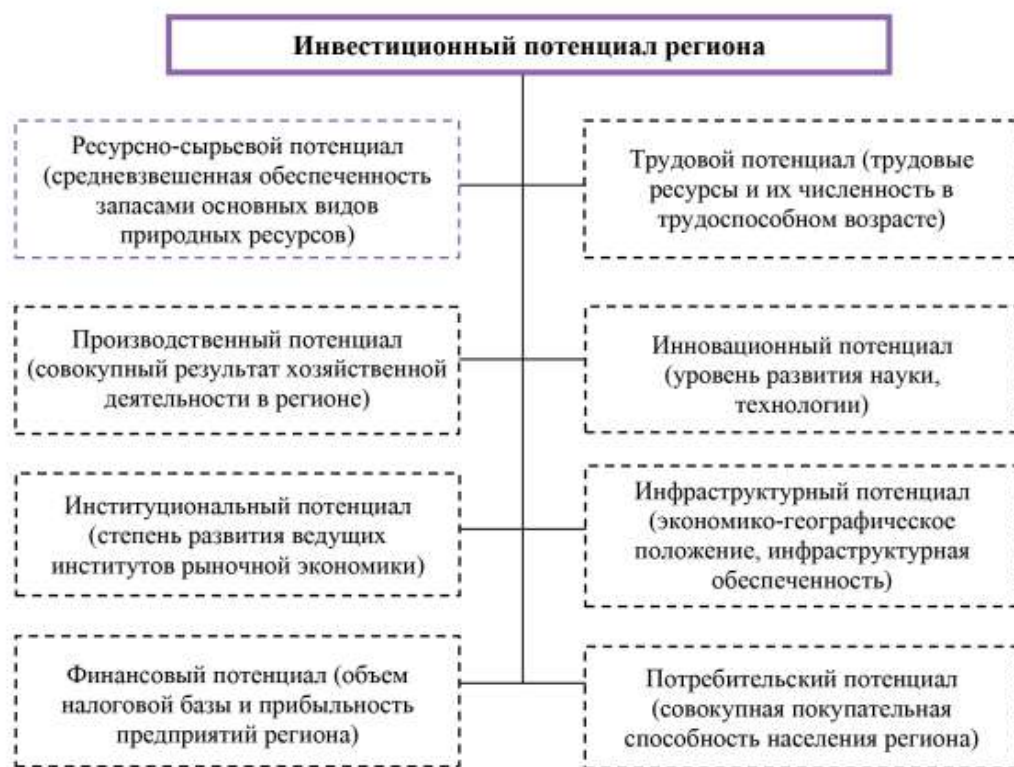 Инвестиционный потенциал региона
Ресурсно-сырьевой потенциал
(средневзвешенная обеспеченность
запасами основных видов
природных ресурсов)
Трудовой потенциал (трудовые
ресурсы и их численность в
трудоспособном возрасте)
Производственный потенциал
(совокупный результат хозяйственной
деятельности в регионе)
Инновационный потенциал
(уровень развития науки,
технологии)
Институциональный потенциал
(степень развития ведущих
институтов рыночной экономики)
Инфраструктурный потенциал
(экономико-географическое
положение, инфраструктурная
обеспеченность)
Финансовый потенциал (объем
налоговой базы и прибыльность
предприятий региона)
Потребительский потенциал
(совокупная покупательная
способность населения региона)